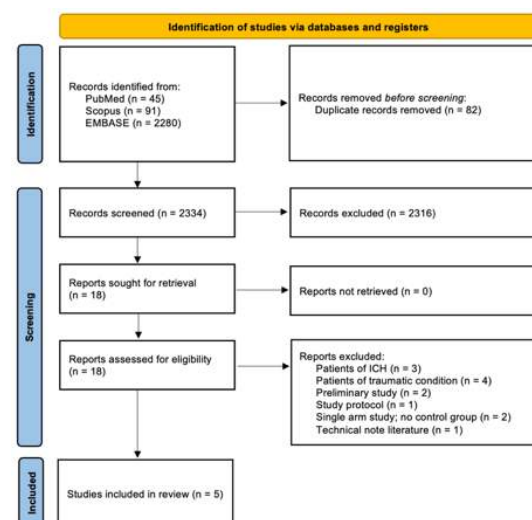 Identification of studies via databases and registers
Identification
Records identified from:
PubMed (n = 45)
Scopus (n = 91)
EMBASE (n = 2280)
Records removed before screening:
Duplicate records removed (n = 82)
Screening
Records screened (n = 2334)
Records excluded (n = 2316)
Reports sought for retrieval
(n = 18)
Reports not retrieved (n = 0)
Reports assessed for eligibility
(n = 18)
Reports excluded:
Patients of ICH (n = 3)
Patients of traumatic condition (n = 4)
Preliminary study (n = 2)
Study protocol (n = 1)
Single arm study; no control group (n = 2)
Technical note literature (n = 1)
Included
Studies included in review (n = 5)